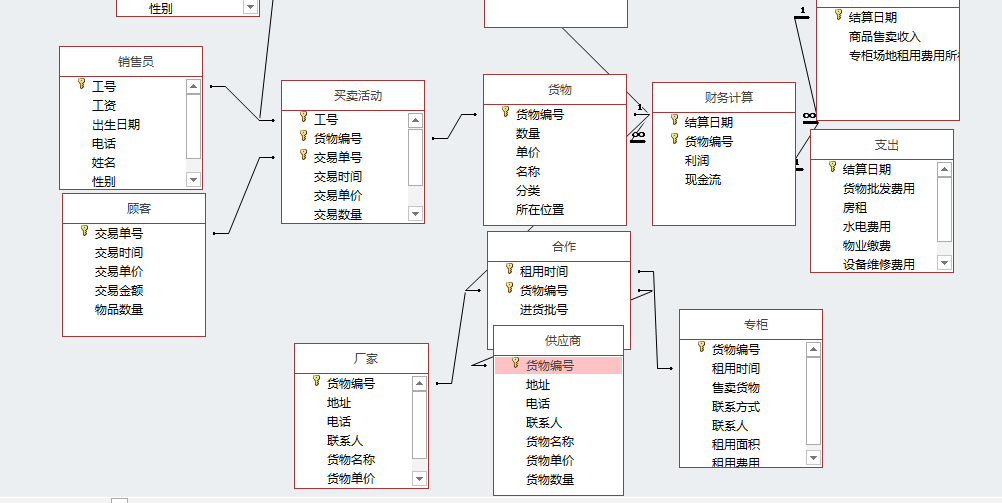 性别
销售员
工号
工资
出生日期
电话
姓名
性别
顾客
交易单号
交易时间
交易单价
交易金额
物品数量
买卖活动
工号
货物编号
交易单号
交易时间
交易单价
交易数量
货物
货物编号
数量
单价
名称
分类
所在位置
1
∞
财务计算
结算日期
货物编号
利润
现金流
1
∞
1
结算日期
商品售卖收入
专柜场地租用费用所
支出
结算日期
货物批发费用
房租
水电费用
物业缴费
设备维修费用
合作
租用时间
货物编号
进货批号
厂家
货物编号
地址
电话
联系人
货物名称
货物单价
供应商
货物编号
地址
电话
联系人
货物名称
货物单价
货物数量
专柜
货物编号
租用时间
售卖货物
联系方式
联系人
租用面积
租用费用